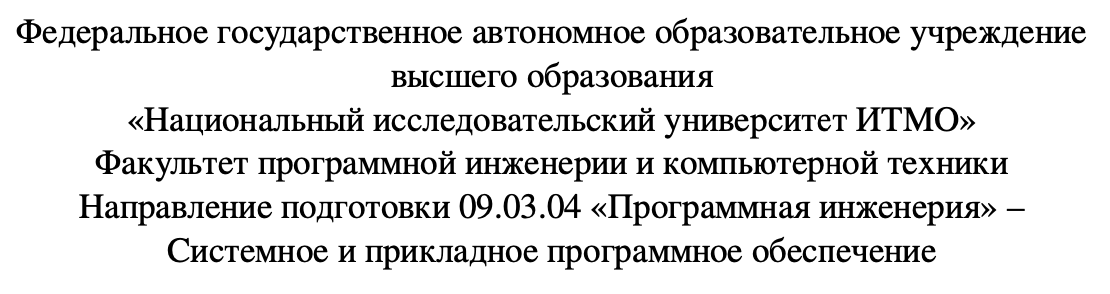 Федеральное государственное автономное образовательное учреждение
высшего образования
«Национальный исследовательский университет ИТМО»
Факультет программной инженерии и компьютерной техники
Направление подготовки 09.03.04 «Программная инженерия» –
Системное и прикладное программное обеспечение